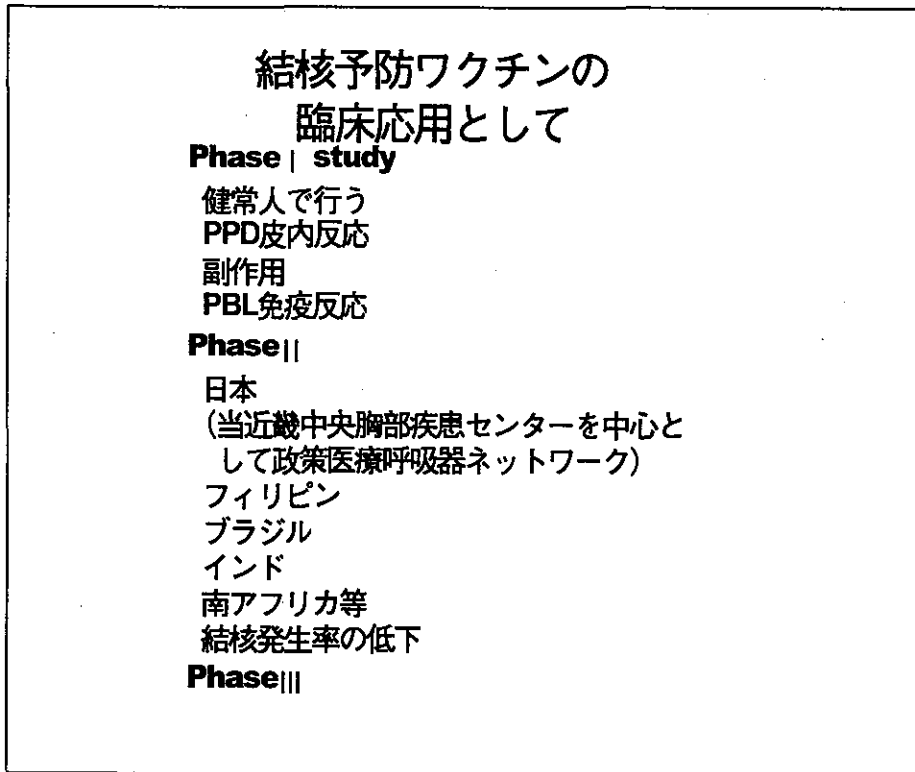 結核予防ワクチンの
臨床応用として
Phase I study
健常人で行う
PPD皮内反応
副作用
PBL免疫反応
Phase II
日本
(当近畿中央胸部疾患センターを中心と
して政策医療呼吸器ネットワーク)
フィリピン
ブラジル
インド
南アフリカ等
結核発生率の低下
Phase III